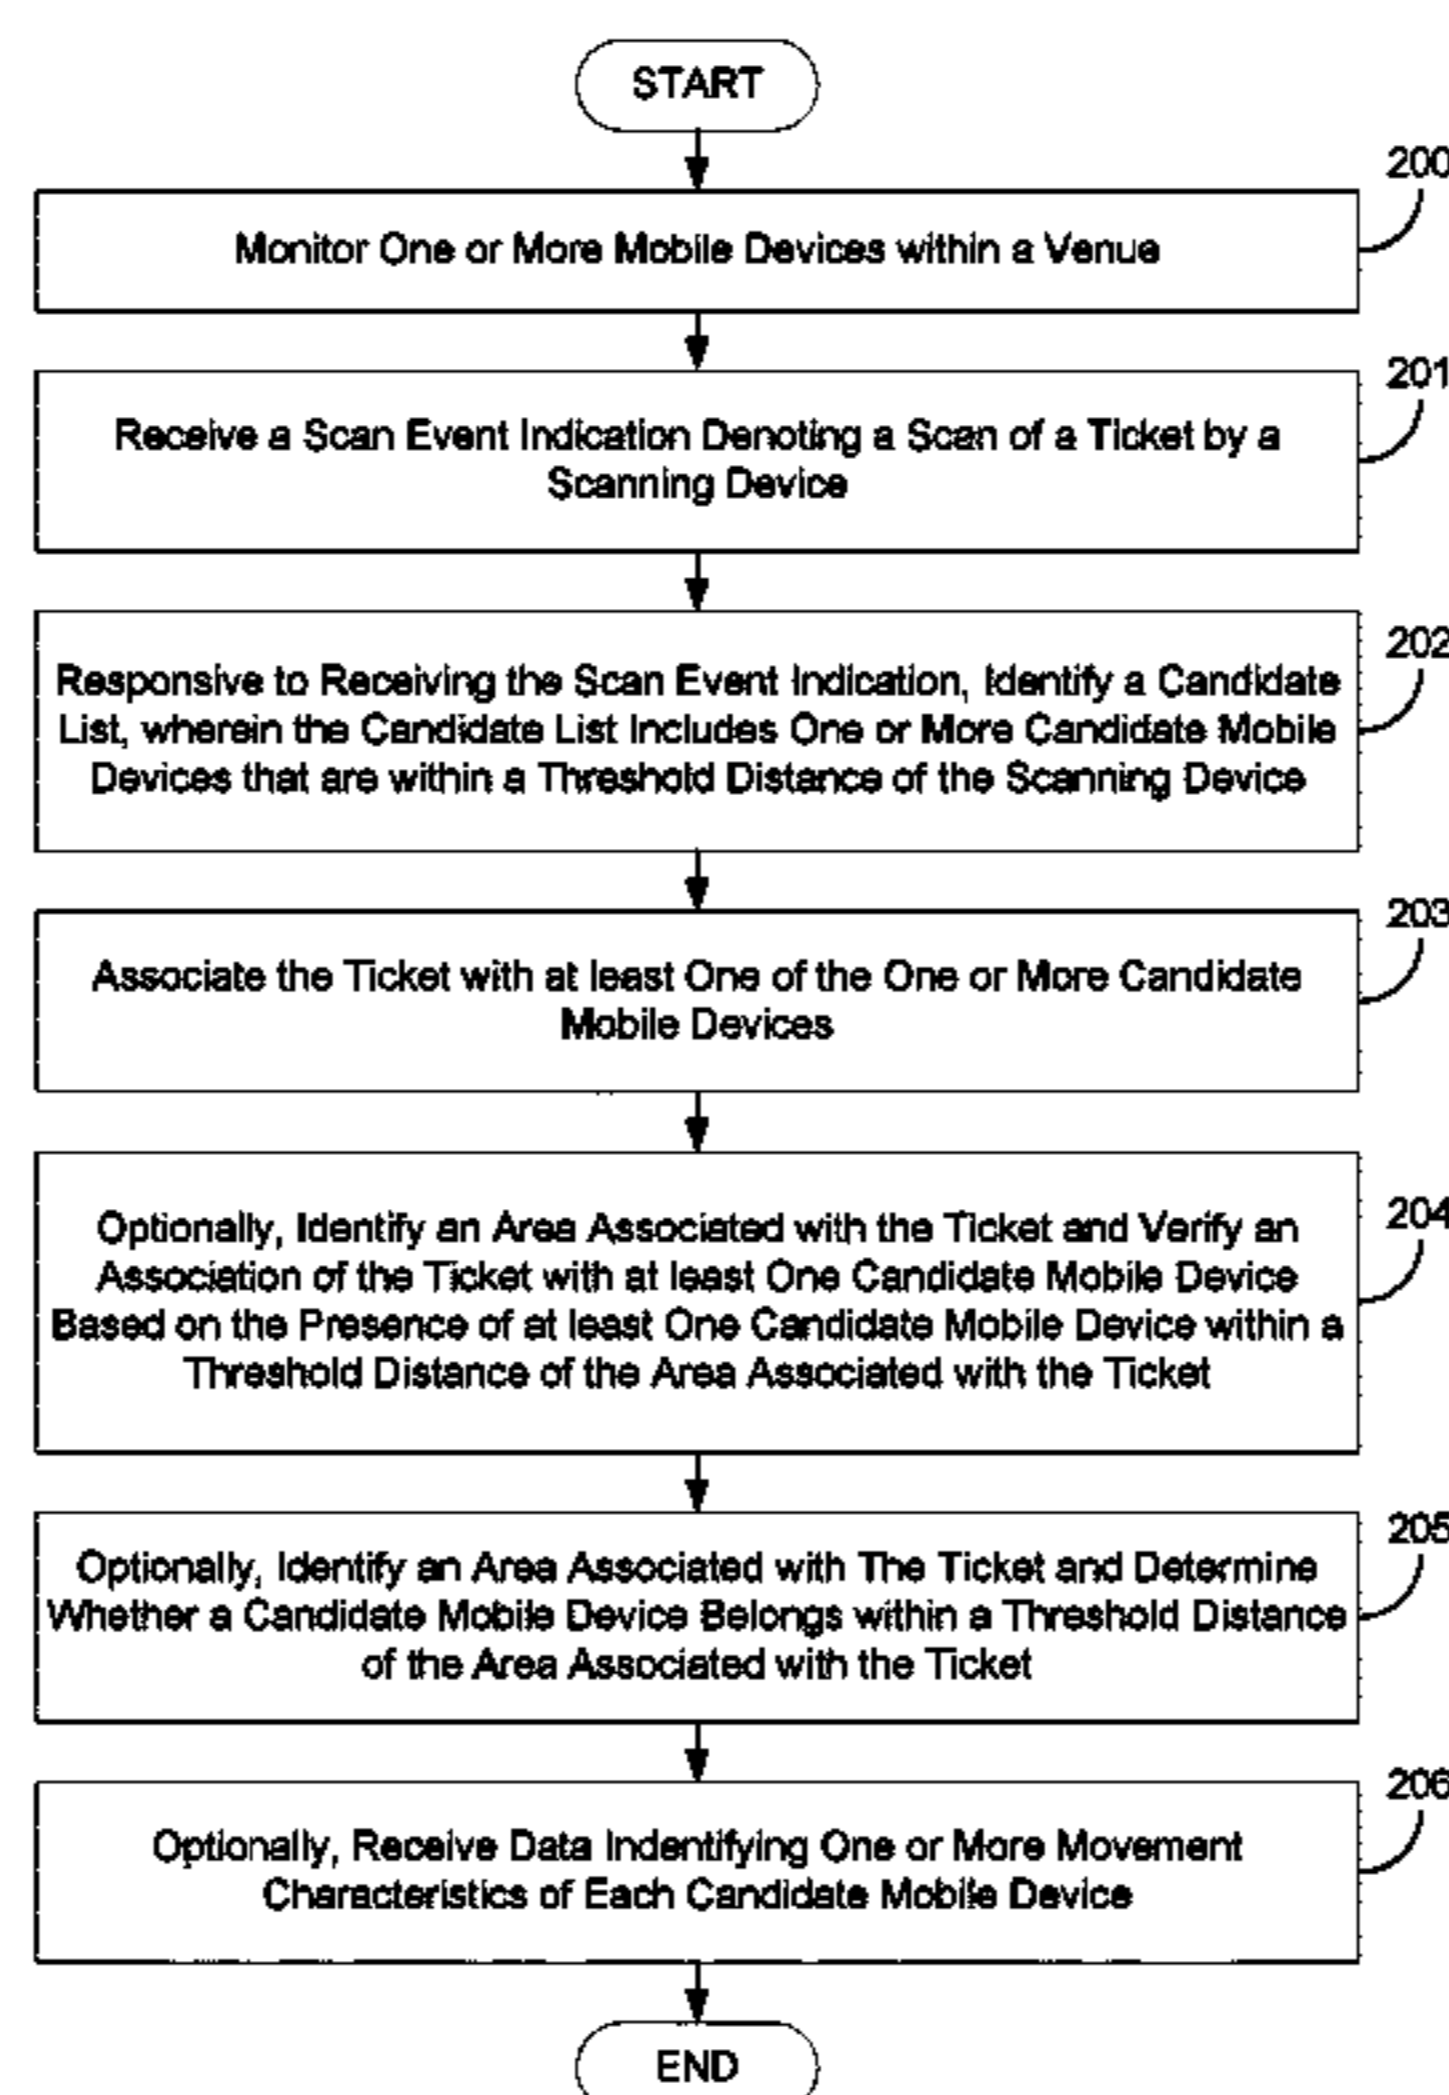 START
200
Monitor One or More Mobile Devices within a Venue
201
Receive a Scan Event Indication Denoting a Scan of a Ticket by a
Scanning Device
202
Responsive to Receiving the Scan Event Indication, Identify a Candidate
List, wherein the Candidate List Includes One or More Candidate Mobile
Devices that are within a Threshold Distance of the Scanning Device
203
Associate the Ticket with at least One of the One or More Candidate
Mobile Devices
204
Optionally, Identify an Area Associated with the Ticket and Verify an
Association of the Ticket with at least One Candidate Mobile Device
Based on the Presence of at least One Candidate Mobile Device within a
Threshold Distance of the Area Associated with the Ticket
205
Optionally, Identify an Area Associated with The Ticket and Determine
Whether a Candidate Mobile Device Belongs within a Threshold Distance
of the Area Associated with the Ticket
206
Optionally, Receive Data Indentifying One or More Movement
Characteristics of Each Candidate Mobile Device
END